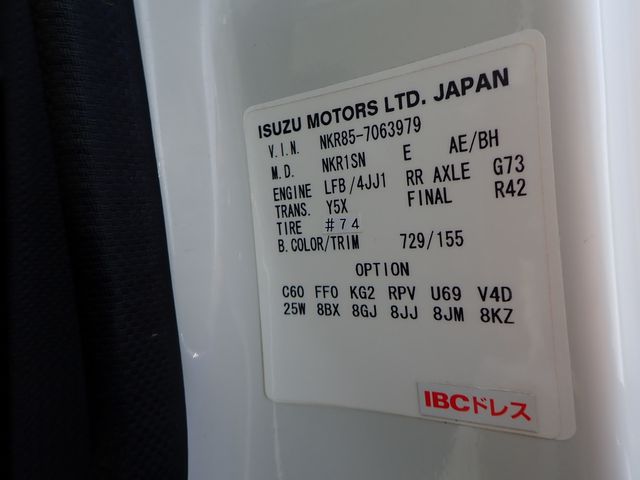 ISUZU MOTORS LTD. JAPAN
V.I.N. NKR85-7063979
M.D. NKR1SN E AE/BH
ENGINE LFB/4JJ1 RR AXLE G73
TRANS. Y5X FINAL R42
TIRE #74
B.COLOR/TRIM 729/155
OPTION
C60 FF0 KG2 RPV U69 V4D
25W 8BX 8GJ 8JJ 8JM 8KZ
IBCドレス